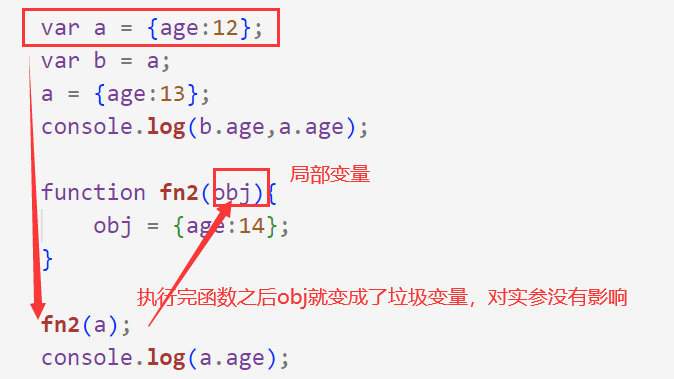 var a = {age:12};
var b = a;
a = {age:13};
console.log(b.age,a.age);
局部变量
function fn2(obj){
obj = {age:14};
}
执行完函数之后obj就变成了垃圾变量，对实参没有影响
fn2(a);
console.log(a.age);